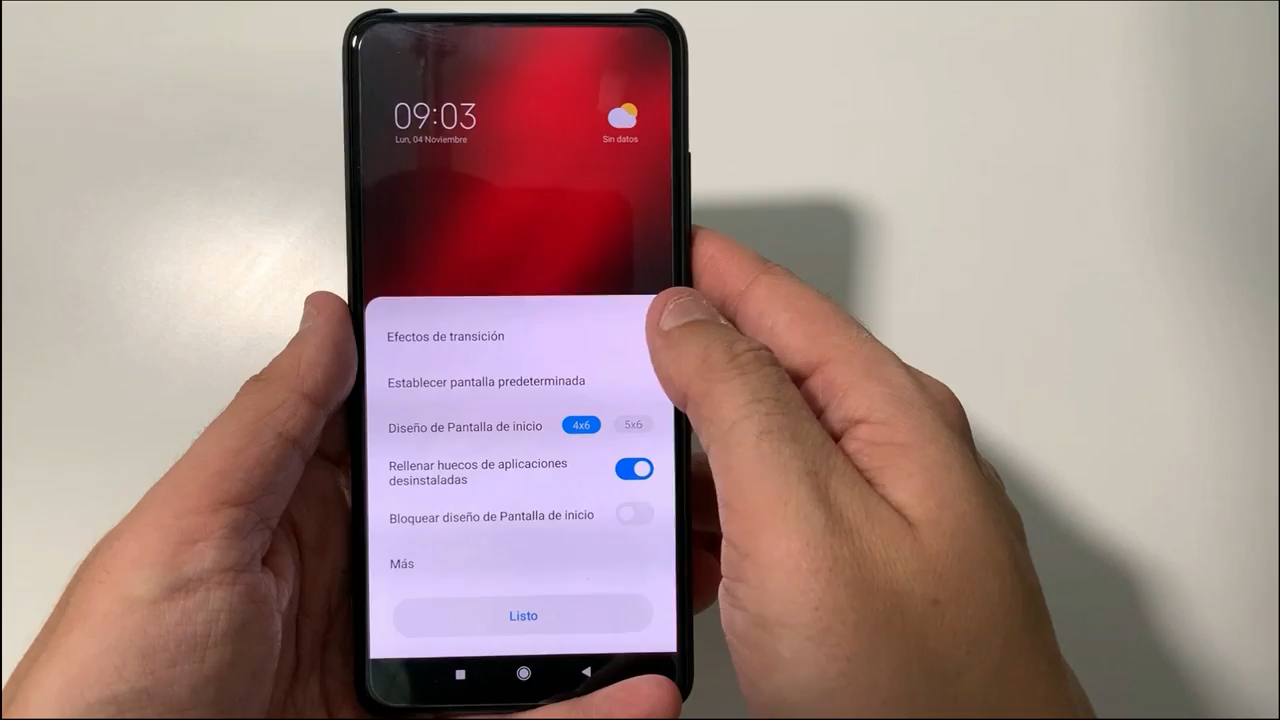 09:03
Lun, 04 Noviembre
Sin datos
Efectos de transición
Establecer pantalla predeterminada
Diseño de Pantalla de inicio 4x6 5x6
Rellenar huecos de aplicaciones
desinstaladas
Bloquear diseño de Pantalla de inicio
Más
Listo